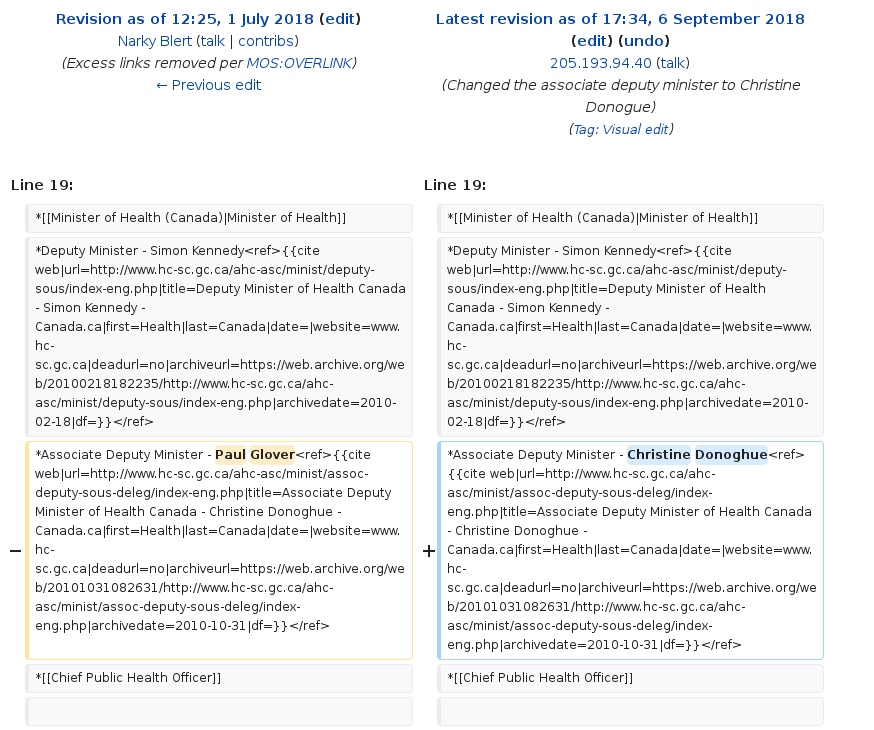 Revision as of 12:25, 1 July 2018 (edit)
Narky Blert (talk | contribs)
(Excess links removed per MOS:OVERLINK)
← Previous edit
Latest revision as of 17:34, 6 September 2018
(edit) (undo)
205.193.94.40 (talk)
(Changed the associate deputy minister to Christine
Donogue)
(Tag: Visual edit)
Line 19:
Line 19:
*[[Minister of Health (Canada)|Minister of Health]]
*[[Minister of Health (Canada)|Minister of Health]]
*Deputy Minister - Simon Kennedy<ref>{{cite
web|url=http://www.hc-sc.gc.ca/ahc-asc/minist/deputy-
sous/index-eng.php|title=Deputy Minister of Health Canada
- Simon Kennedy -
Canada.ca|first=Health|last=Canada|date=|website=www.
hc-
sc.gc.ca|deadurl=no|archiveurl=https://web.archive.org/we
b/20100218182235/http://www.hc-sc.gc.ca/ahc-
asc/minist/deputy-sous/index-eng.php|archivedate=2010-
02-18|df=}}</ref>
*Deputy Minister - Simon Kennedy<ref>{{cite
web|url=http://www.hc-sc.gc.ca/ahc-asc/minist/deputy-
sous/index-eng.php|title=Deputy Minister of Health
Canada - Simon Kennedy -
Canada.ca|first=Health|last=Canada|date=|website=www.
hc-
sc.gc.ca|deadurl=no|archiveurl=https://web.archive.org/we
b/20100218182235/http://www.hc-sc.gc.ca/ahc-
asc/minist/deputy-sous/index-eng.php|archivedate=2010-
02-18|df=}}</ref>
−
*Associate Deputy Minister - Paul Glover<ref>{{cite
web|url=http://www.hc-sc.gc.ca/ahc-asc/minist/assoc-
deputy-sous-deleg/index-eng.php|title=Associate Deputy
Minister of Health Canada - Christine Donoghue -
Canada.ca|first=Health|last=Canada|date=|website=www.
hc-
sc.gc.ca|deadurl=no|archiveurl=https://web.archive.org/we
b/20101031082631/http://www.hc-sc.gc.ca/ahc-
asc/minist/assoc-deputy-sous-deleg/index-
eng.php|archivedate=2010-10-31|df=}}</ref>
+
*Associate Deputy Minister - Christine Donoghue<ref>
{{cite web|url=http://www.hc-sc.gc.ca/ahc-
asc/minist/assoc-deputy-sous-deleg/index-
eng.php|title=Associate Deputy Minister of Health Canada
- Christine Donoghue -
Canada.ca|first=Health|last=Canada|date=|website=www.
hc-
sc.gc.ca|deadurl=no|archiveurl=https://web.archive.org/we
b/20101031082631/http://www.hc-sc.gc.ca/ahc-
asc/minist/assoc-deputy-sous-deleg/index-
eng.php|archivedate=2010-10-31|df=}}</ref>
*[[Chief Public Health Officer]]
*[[Chief Public Health Officer]]